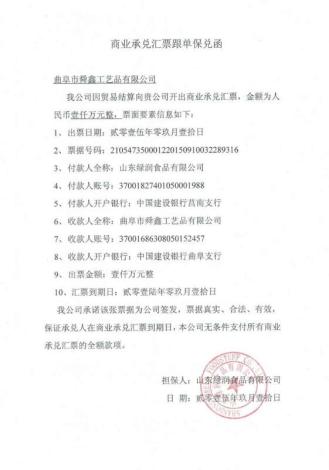 商业承兑汇票跟单保兑函
曲阜市舜鑫工艺品有限公司
我公司因贸易结算向贵公司开出商业承兑汇票，金额为人
民币壹仟万元整，票面要素信息如下：
1、出票日期：贰零壹伍年零玖月壹拾日
2、票据号码：210547350001220150910032289316
3、付款人全称：山东绿润食品有限公司
4、付款人账号：37001827401050001988
5、付款人开户银行：中国建设银行莒南支行
6、收款人全称：曲阜市舜鑫工艺品有限公司
7、收款人账号：37001686308050152457
8、收款人开户银行：中国建设银行曲阜支行
9、出票金额：壹仟万元整
10、汇票到期日：贰零壹陆年零玖月壹拾日
我公司承诺该张票据为公司签发，票据真实、合法、有效，
保证承兑人在商业承兑汇票到期日，本公司无条件支付所有商业
承兑汇票的全额款项。
担保人：山东绿润食品有限公司
日 期：贰零壹伍年玖月壹拾日